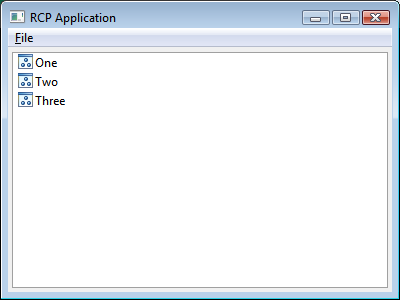 RCP Application
File
One
Two
Three